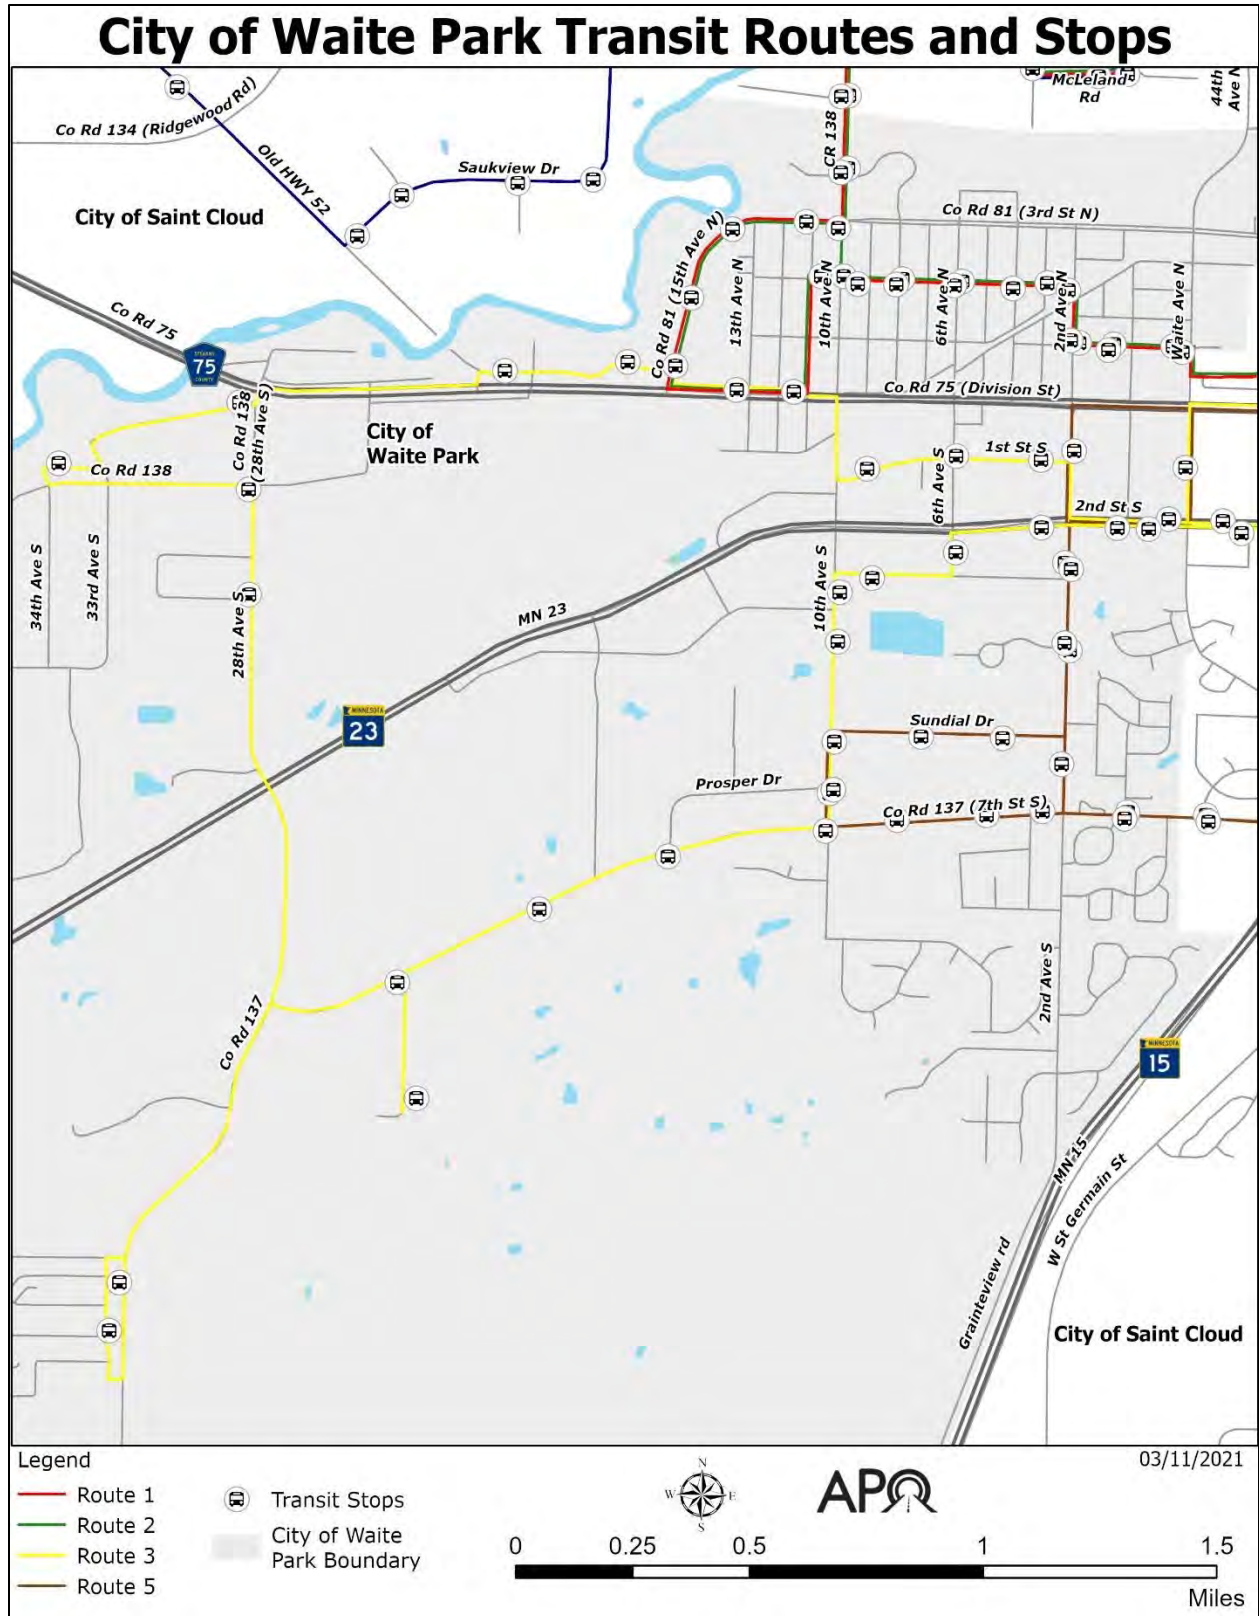 City of Waite Park Transit Routes and Stops
McLeland
Rd
44th
Ave N
Co Rd 134 (Ridgewood Rd)
Old HWY 52
Saukview Dr
CR 138
City of Saint Cloud
Co Rd 81 (3rd St N)
Co Rd 81 (15th Ave N)
13th Ave N
10th Ave N
6th Ave N
2nd Ave N
Waite Ave N
Co Rd 75
STEARNS
75
COUNTY
Co Rd 75 (Division St)
Co Rd 138
(28th Ave S)
City of
Waite Park
Co Rd 138
1st St S
6th Ave S
2nd St S
34th Ave S
33rd Ave S
28th Ave S
MN 23
10th Ave S
MINNESOTA
23
Sundial Dr
Prosper Dr
Co Rd 137 (7th St S)
2nd Ave S
Co Rd 137
MINNESOTA
15
MN 15
W St Germain St
Grainteview rd
City of Saint Cloud
Legend
03/11/2021
Route 1
Route 2
Route 3
Route 5
Transit Stops
City of Waite
Park Boundary
N
W E
S
APO
0 0.25 0.5 1 1.5
Miles